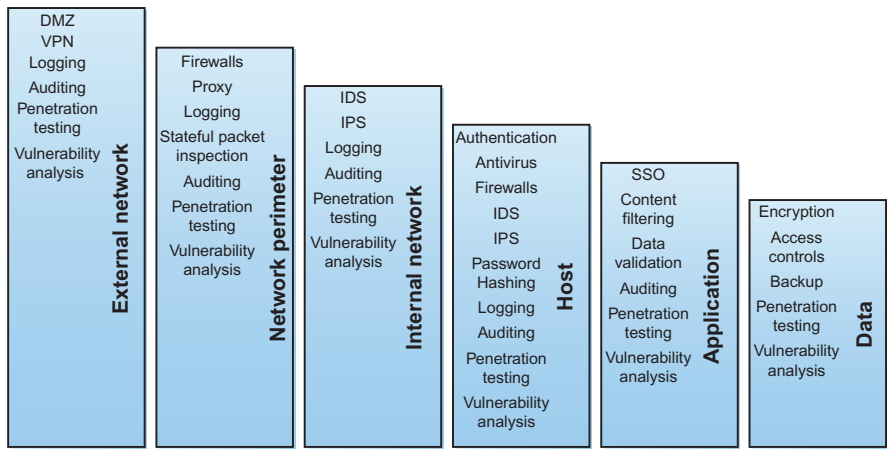 DMZ
VPN
Logging
Auditing
Penetration
testing
Vulnerability
analysis
External network
Firewalls
Proxy
Logging
Stateful packet
inspection
Auditing
Penetration
testing
Vulnerability
analysis
Network perimeter
IDS
IPS
Logging
Auditing
Penetration
testing
Vulnerability
analysis
Internal network
Authentication
Antivirus
Firewalls
IDS
IPS
Password
Hashing
Logging
Auditing
Penetration
testing
Vulnerability
analysis
Host
SSO
Content
filtering
Data
validation
Auditing
Penetration
testing
Vulnerability
analysis
Application
Encryption
Access
controls
Backup
Penetration
testing
Vulnerability
analysis
Data